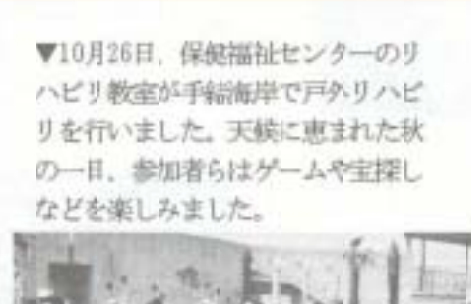 ▼10月26日、保健福祉センターのリ
ハビリ教室が手結海岸で戸外リハビ
リを行いました。天候に恵まれた秋
の一日、参加者らはゲームや宝探し
などを楽しみました。